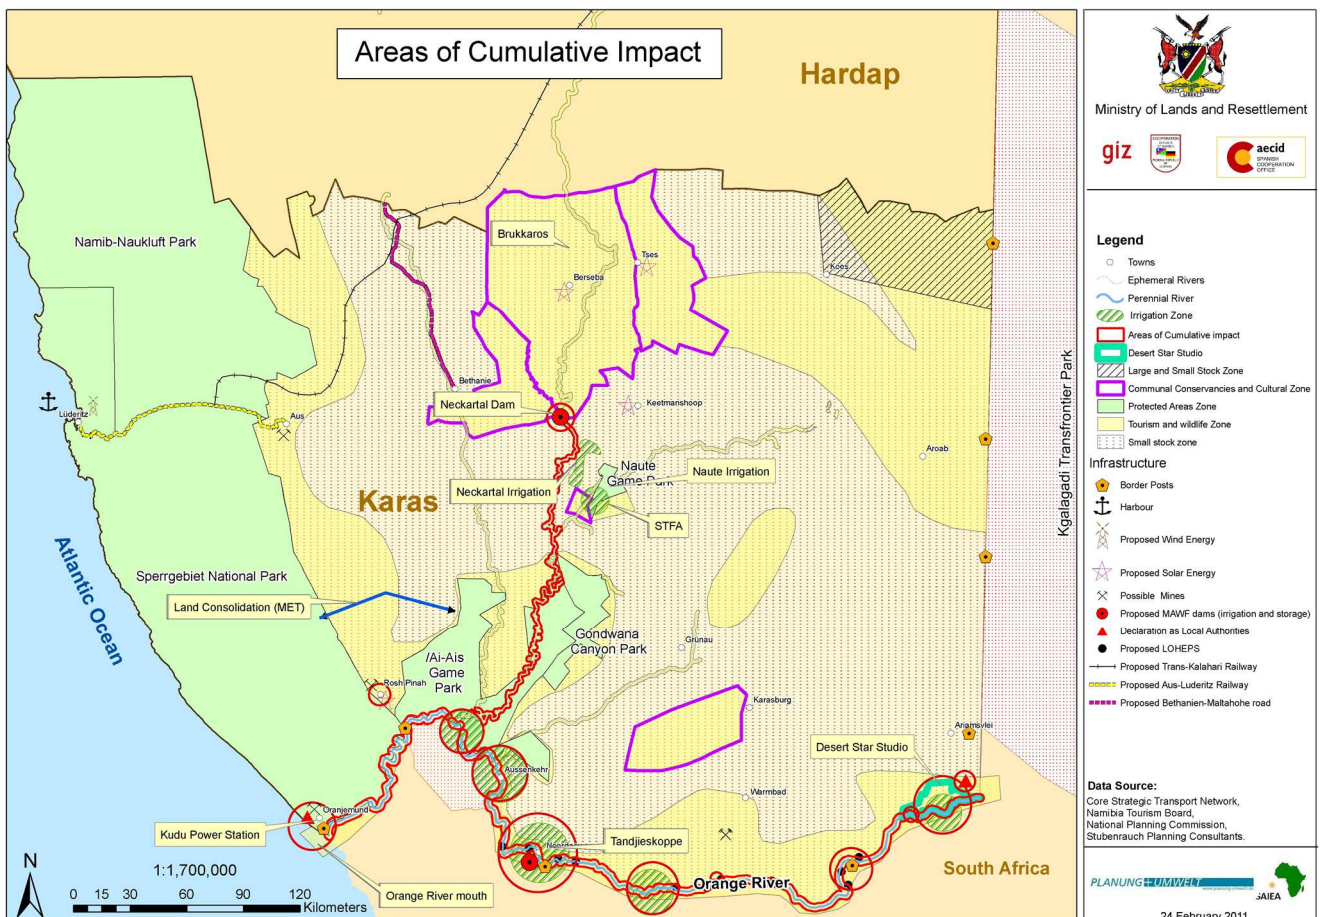 Areas of Cumulative Impact
Hardap
Namib-Naukluft Park
Brukkaros
Tses
Berseba
Koes
Bethanie
Neckartal Dam
Keetmanshoop
Lüderitz
Aus
Aroab
Naute
Game Park
Naute Irrigation
Neckartal Irrigation
STFA
Karas
Kgalagadi Transfrontier Park
Atlantic Ocean
Sperrgebiet National Park
Land Consolidation (MET)
Gondwana
Canyon Park
Grünau
/Ai-Ais
Game
Park
Rosh Pinah
Karasburg
Ariamsvlei
Desert Star Studio
Aussenkehr
Warmbad
Oranjemund
Kudu Power Station
Tandjieskoppe
Orange River
South Africa
Orange River mouth
N
1:1,700,000
0 15 30 60 90 120
Kilometers
Ministry of Lands and Resettlement
giz
aecid
SPANISH
COOPERATION
OFFICE
Legend
Towns
Ephemeral Rivers
Perennial River
Irrigation Zone
Areas of Cumulative impact
Desert Star Studio
Large and Small Stock Zone
Communal Conservancies and Cultural Zone
Protected Areas Zone
Tourism and wildlife Zone
Small stock zone
Infrastructure
Border Posts
Harbour
Proposed Wind Energy
Proposed Solar Energy
Possible Mines
Proposed MAWF dams (irrigation and storage)
Declaration as Local Authorities
Proposed LOHEPS
Proposed Trans-Kalahari Railway
Proposed Aus-Luderitz Railway
Proposed Bethanien-Maltahohe road
Data Source:
Core Strategic Transport Network,
Namibia Tourism Board,
National Planning Commission,
Stubenrauch Planning Consultants.
PLANUNG+UMWELT
www.planung-umwelt.de
GAIEA
24 February 2011